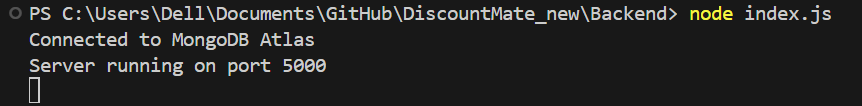 PS C:\Users\Dell\Documents\GitHub\DiscountMate_new\Backend> node index.js
Connected to MongoDB Atlas
Server running on port 5000